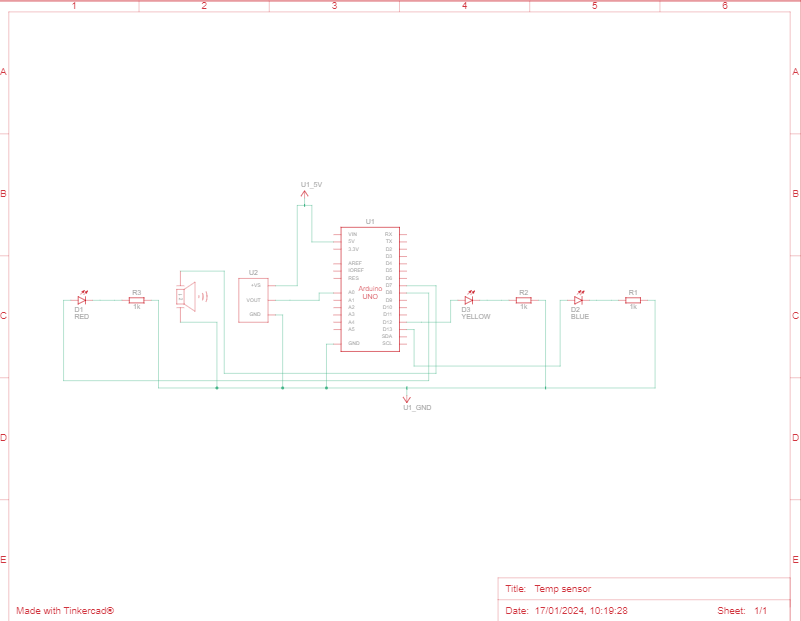 1 2 3 4 5 6
A A
U1_5V
B B
U1
VIN RX
5V TX
3.3V D2
D3
AREF D4
IOREF D5
RES D6
D7
A0 D8
A1 D9
A2 D10
A3 D11
A4 D12
A5 D13
SDA
GND SCL
Arduino
UNO
U2
+VS
VOUT
GND
D1
RED
R3
1k
D3
YELLOW
R2
1k
D2
BLUE
R1
1k
C C
U1_GND
D D
E E
Title: Temp sensor
Date: 17/01/2024, 10:19:28 Sheet: 1/1
Made with Tinkercad®